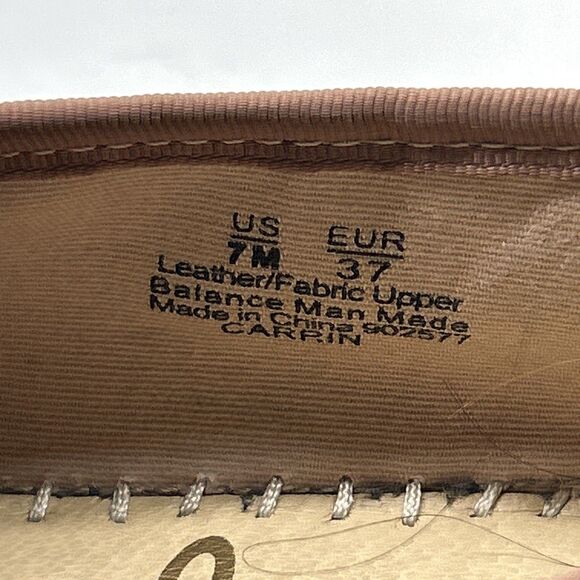 US EUR
7M 37
Leather/Fabric Upper
Balance Man Made
Made in China 902577
CARRIN